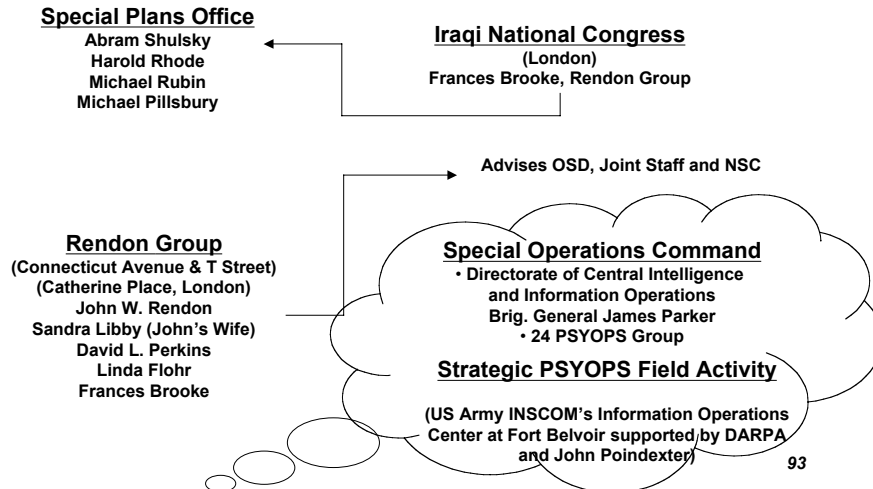 Special Plans Office
Abram Shulsky
Harold Rhode
Michael Rubin
Michael Pillsbury
Iraqi National Congress
(London)
Frances Brooke, Rendon Group
Advises OSD, Joint Staff and NSC
Rendon Group
(Connecticut Avenue & T Street)
(Catherine Place, London)
John W. Rendon
Sandra Libby (John's Wife)
David L. Perkins
Linda Flohr
Frances Brooke
Special Operations Command
• Directorate of Central Intelligence
and Information Operations
Brig. General James Parker
• 24 PSYOPS Group
Strategic PSYOPS Field Activity
(US Army INSCOM's Information Operations
Center at Fort Belvoir supported by DARPA
and John Poindexter)
93